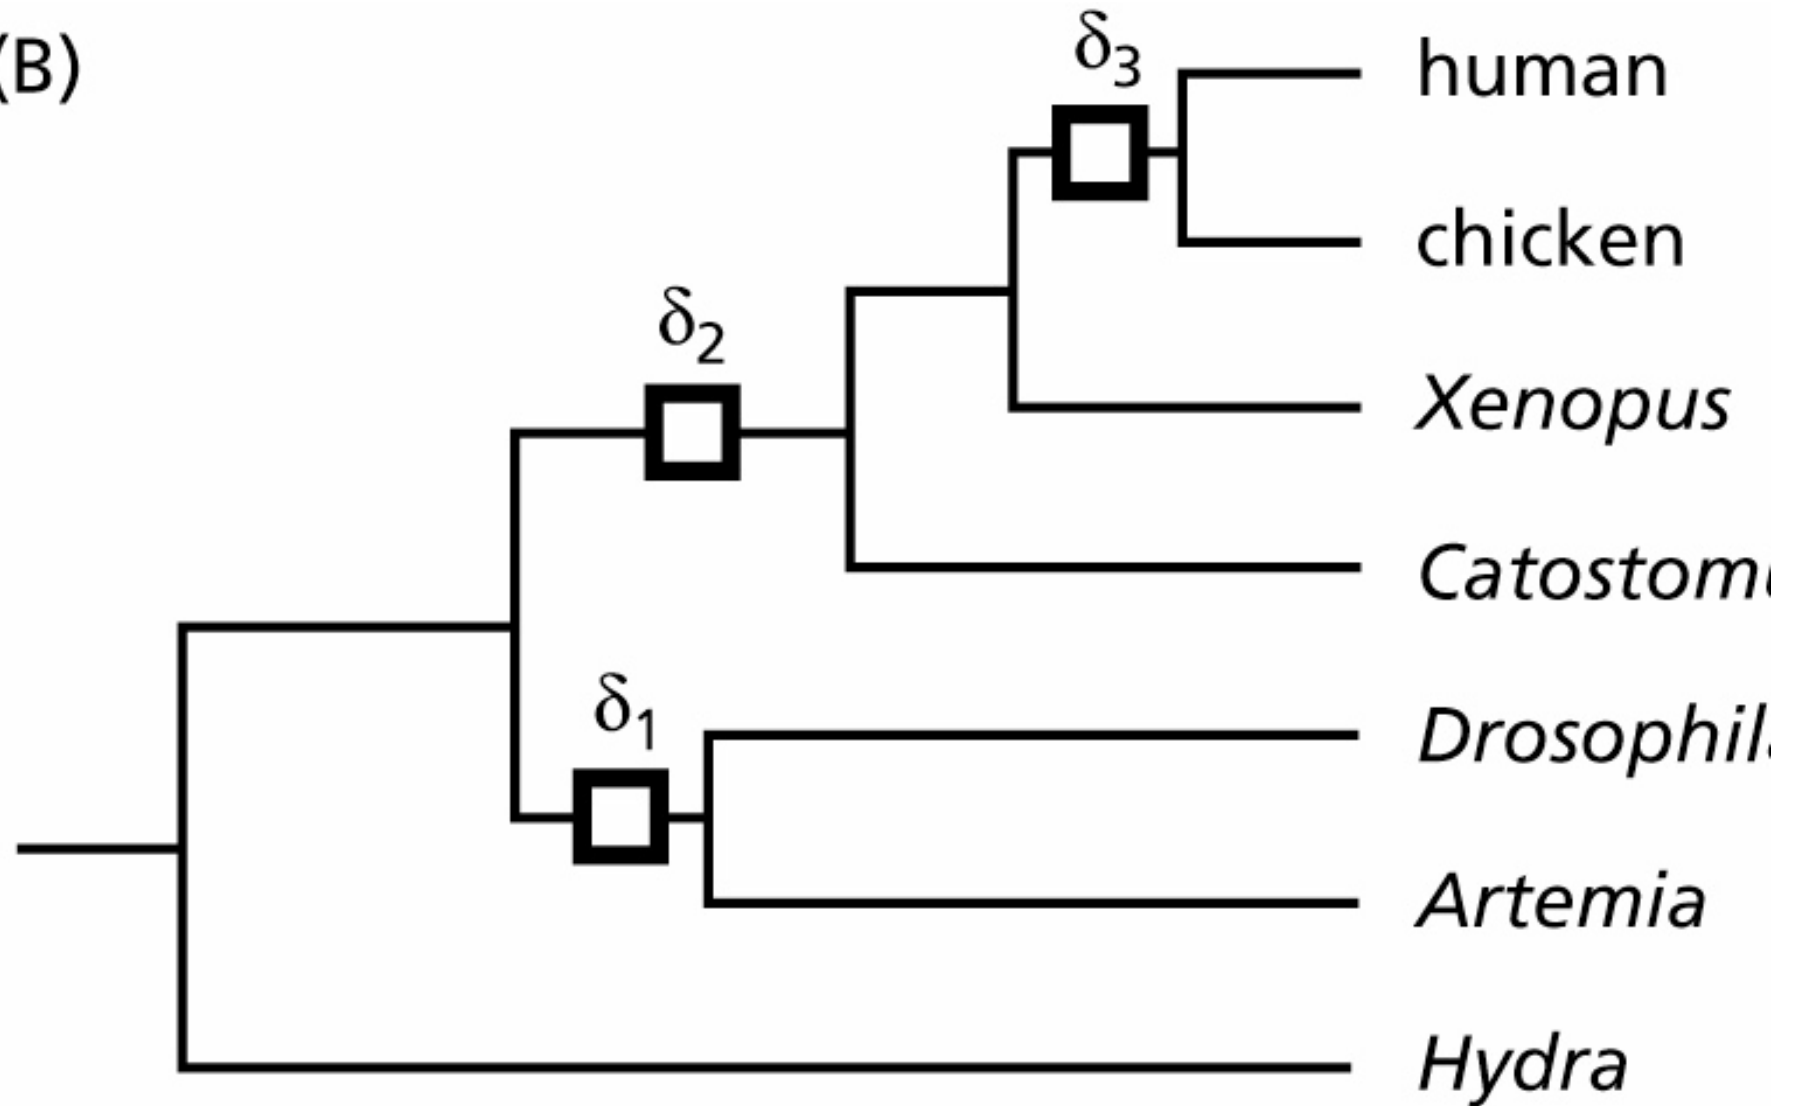 (B)
δ3
human
chicken
δ2
Xenopus
Catostom
δ1
Drosophil
Artemia
Hydra